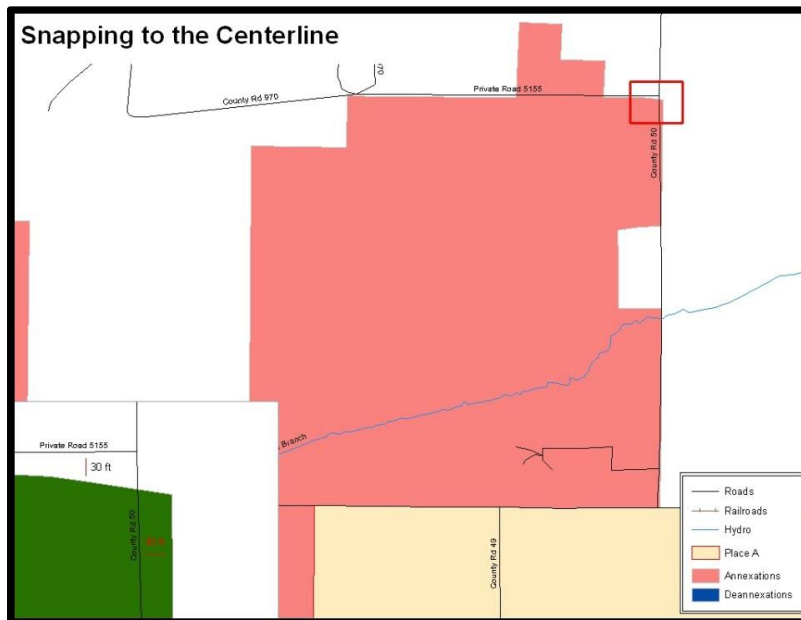 Snapping to the Centerline
70
County Rd 970
Private Road 5155
County Rd 50
Branch
Private Road 5155
30 ft
County Rd 50
County Rd 49
Roads
Railroads
Hydro
Place A
Annexations
Deannexations